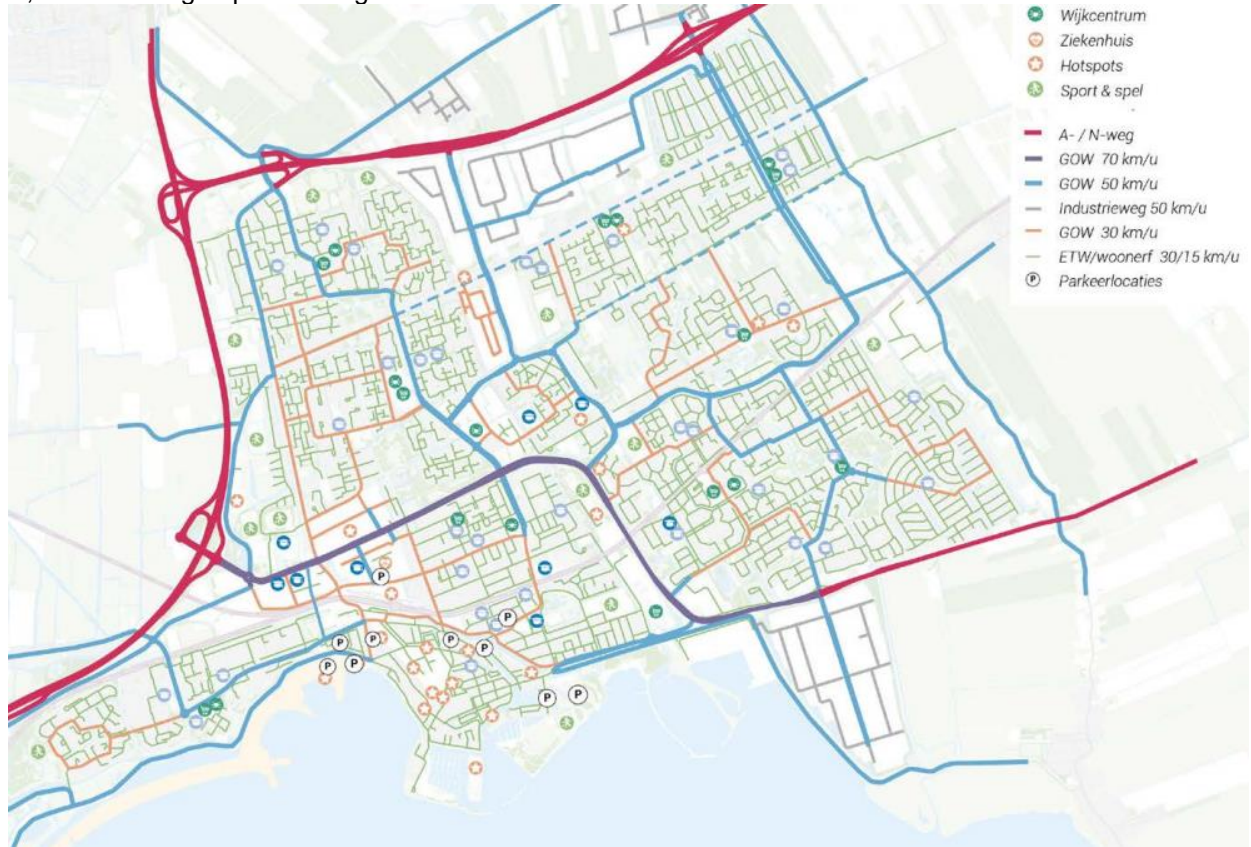 Wijkcentrum
Ziekenhuis
Hotspots
Sport & spel
A- / N-weg
GOW 70 km/u
GOW 50 km/u
Industrieweg 50 km/u
GOW 30 km/u
ETW/woonerf 30/15 km/u
P Parkeerlocaties
P
P
P
P
P
P
P
P
P
P